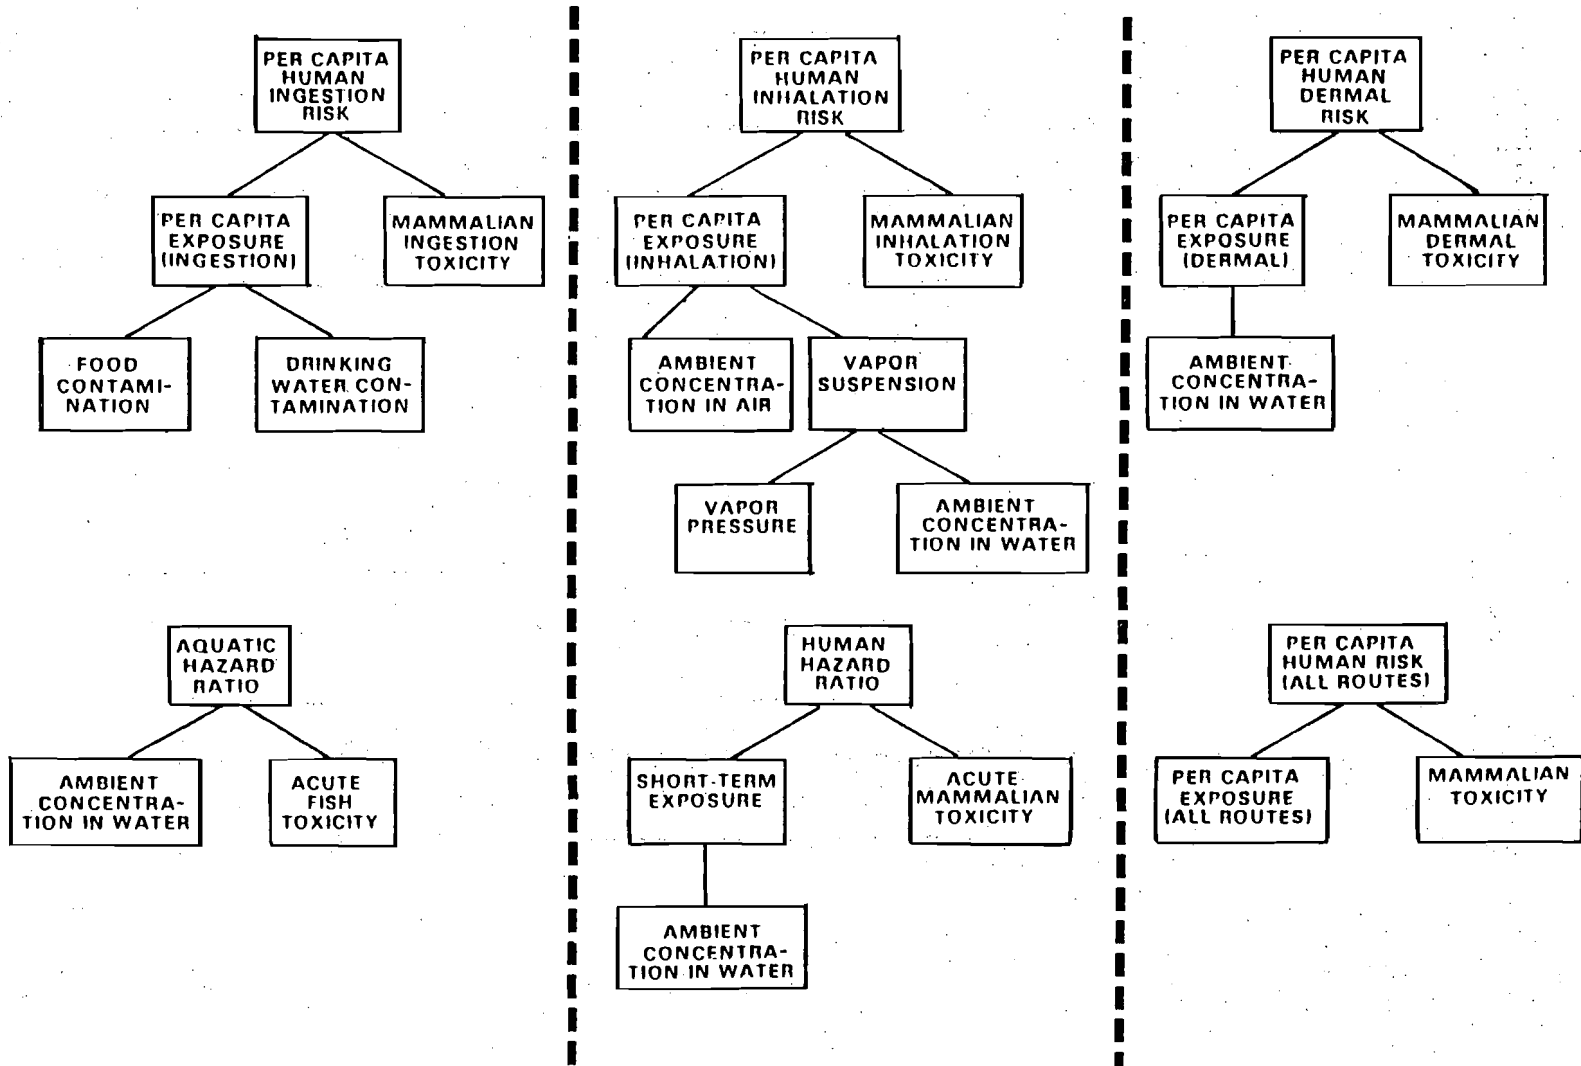 PER CAPITA
HUMAN
INGESTION
RISK
PER CAPITA
EXPOSURE
(INGESTION)
MAMMALIAN
INGESTION
TOXICITY
FOOD
CONTAMI-
NATION
DRINKING
WATER CON-
TAMINATION
PER CAPITA
HUMAN
INHALATION
RISK
PER CAPITA
EXPOSURE
(INHALATION)
MAMMALIAN
INHALATION
TOXICITY
AMBIENT
CONCENTRA-
TION IN AIR
VAPOR
SUSPENSION
VAPOR
PRESSURE
AMBIENT
CONCENTRA-
TION IN WATER
PER CAPITA
HUMAN
DERMAL
RISK
PER CAPITA
EXPOSURE
(DERMAL)
MAMMALIAN
DERMAL
TOXICITY
AMBIENT
CONCENTRA-
TION IN WATER
AQUATIC
HAZARD
RATIO
AMBIENT
CONCENTRA-
TION IN WATER
ACUTE
FISH
TOXICITY
HUMAN
HAZARD
RATIO
SHORT-TERM
EXPOSURE
ACUTE
MAMMALIAN
TOXICITY
AMBIENT
CONCENTRA-
TION IN WATER
PER CAPITA
HUMAN RISK
(ALL ROUTES)
PER CAPITA
EXPOSURE
(ALL ROUTES)
MAMMALIAN
TOXICITY